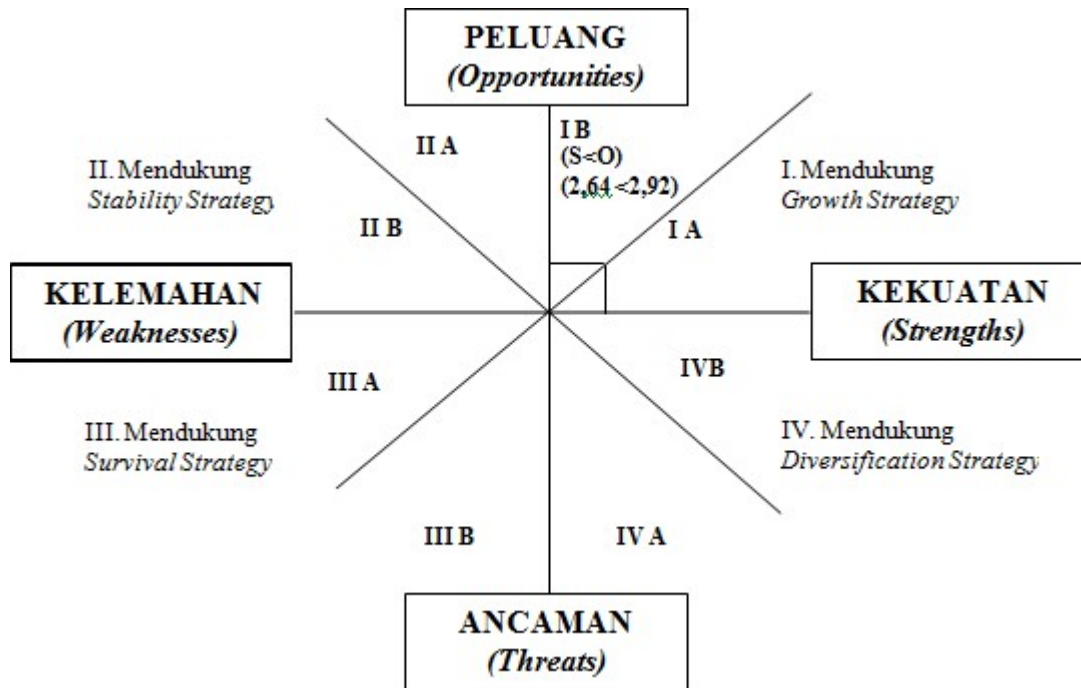 PELUANG
(Opportunities)
I B
(S<O)
(2,64 <2,92)
II A
II. Mendukung
Stability Strategy
I. Mendukung
Growth Strategy
II B
I A
KELEMAHAN
(Weaknesses)
KEKUATAN
(Strengths)
III A
IVB
III. Mendukung
Survival Strategy
IV. Mendukung
Diversification Strategy
III B
IV A
ANCAMAN
(Threats)